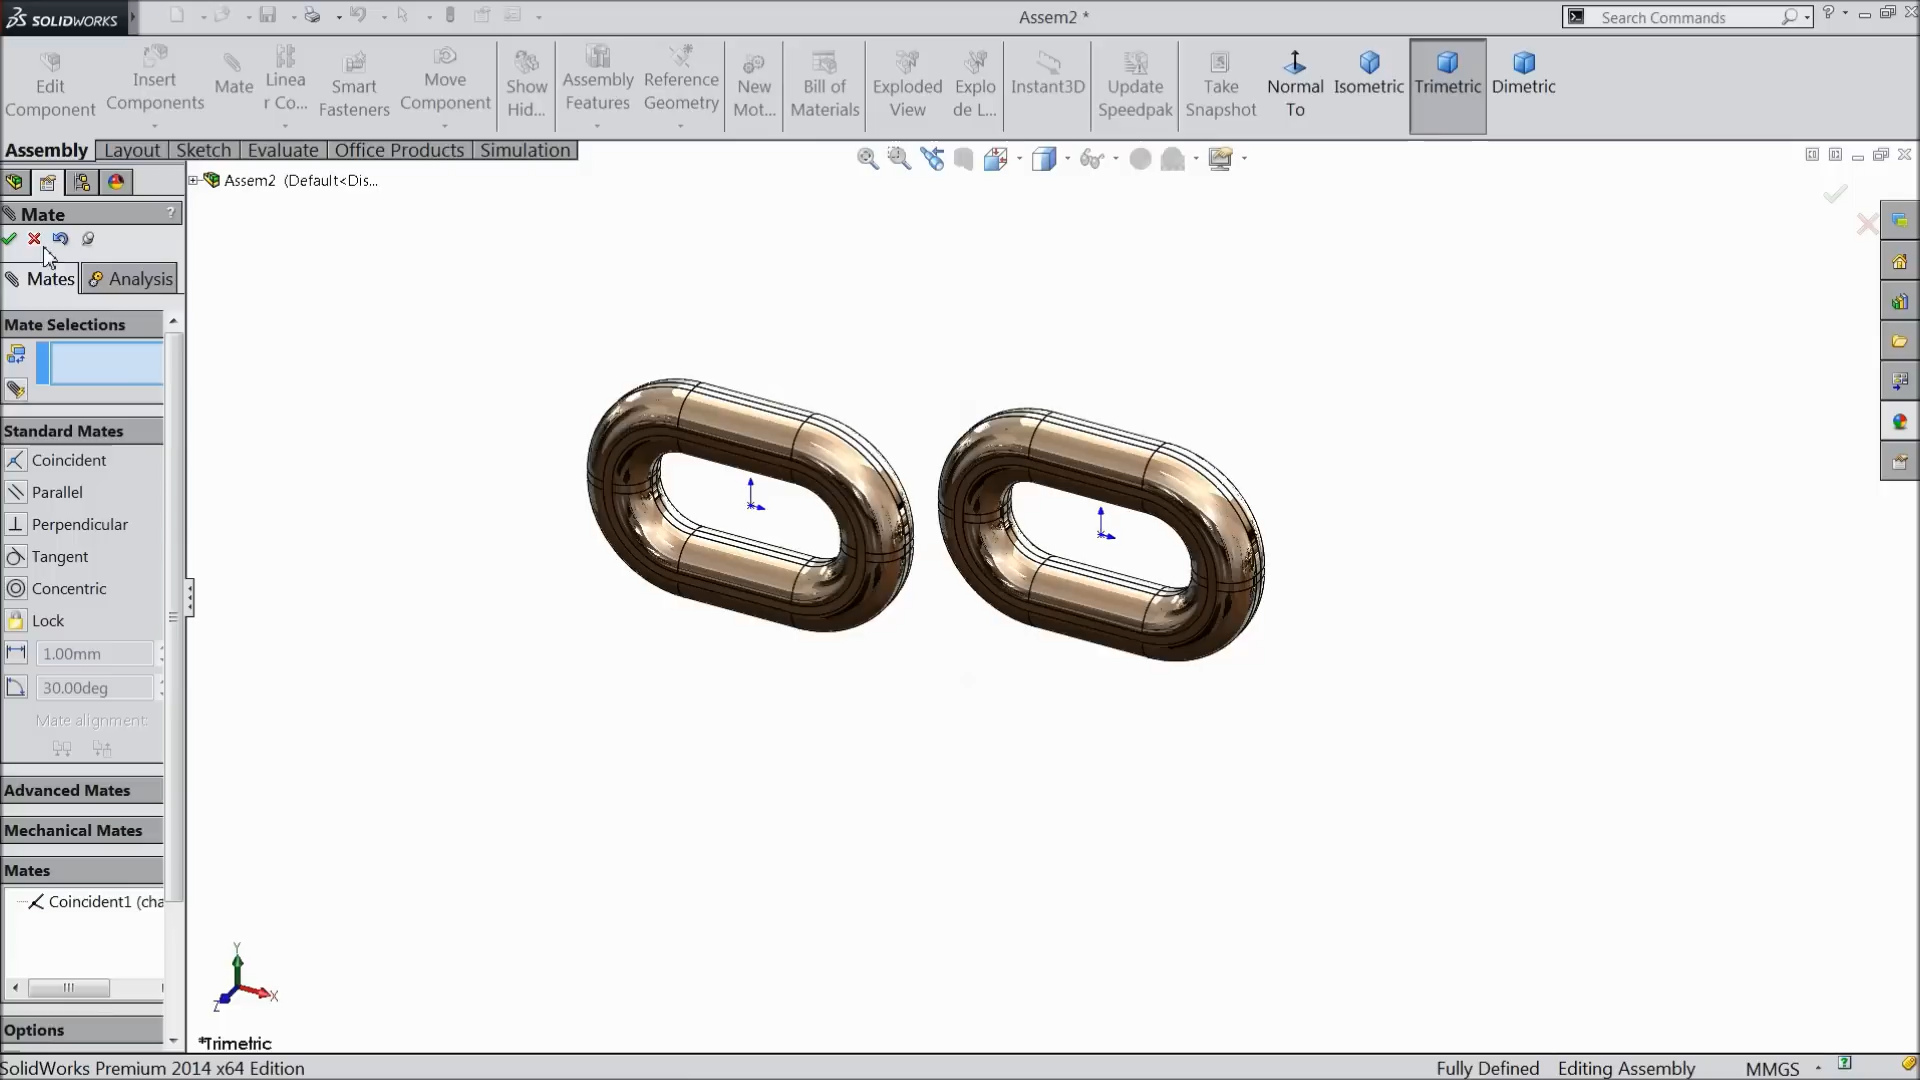 SOLIDWORKS
Assem2 *
Search Commands
Edit Component
Insert Components
Mate
Linea r Co...
Smart Fasteners
Move Component
Show Hid...
Assembly Features
Reference Geometry
New Mot...
Bill of Materials
Exploded View
Explo de L...
Instant3D
Update Speedpak
Take Snapshot
Normal To
Isometric
Trimetric
Dimetric
Assembly Layout Sketch Evaluate Office Products Simulation
Assem2 (Default<Dis...
Mate ?
Mates Analysis
Mate Selections
Standard Mates
Coincident
Parallel
Perpendicular
Tangent
Concentric
Lock
1.00mm
30.00deg
Mate alignment:
Advanced Mates
Mechanical Mates
Mates
Coincident1 (cha
Options
Y
X
Z
*Trimetric
SolidWorks Premium 2014 x64 Edition
Fully Defined Editing Assembly MMGS